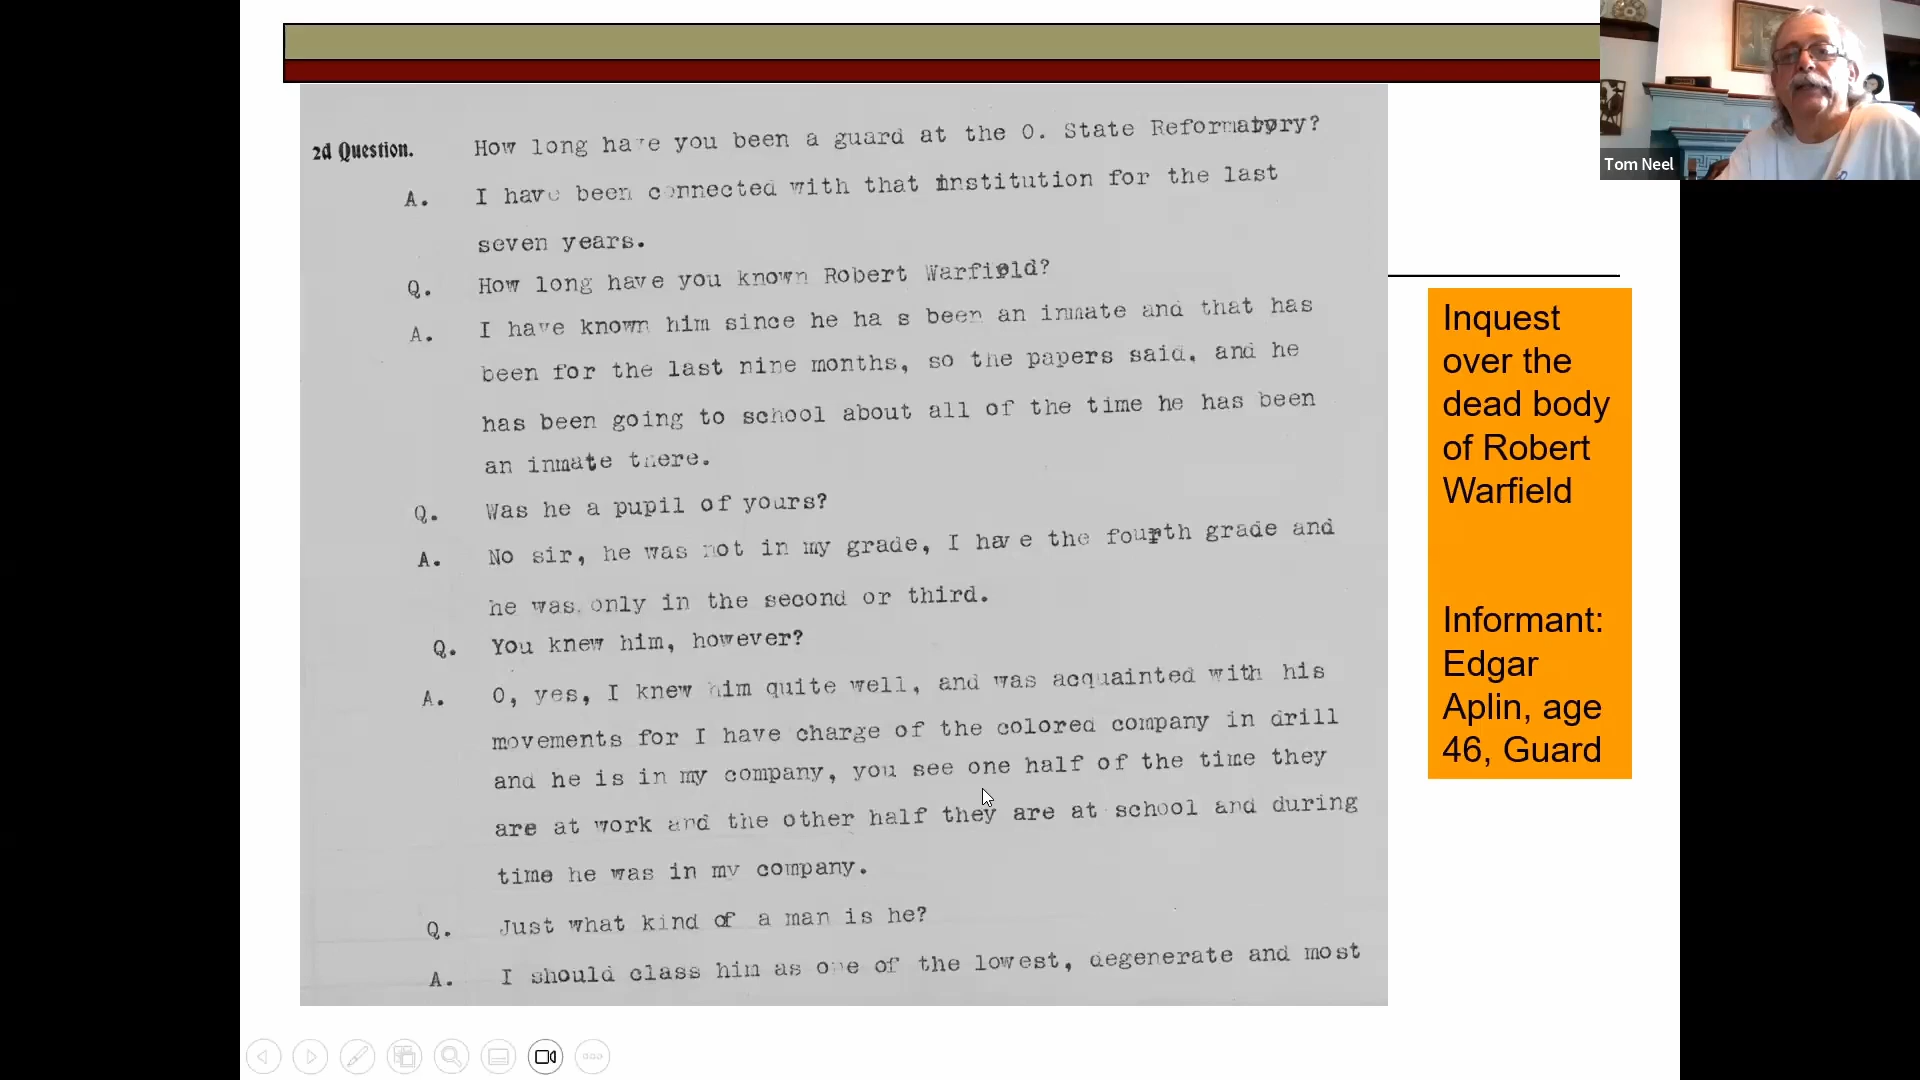 2d Question. How long have you been a guard at the O. State Reformatory?
A. I have been connected with that institution for the last
seven years.
Q. How long have you known Robert Warfield?
A. I have known him since he ha s been an inmate and that has
been for the last nine months, so the papers said, and he
has been going to school about all of the time he has been
an inmate there.
Q. Was he a pupil of yours?
A. No sir, he was not in my grade, I have the fourth grade and
he was only in the second or third.
Q. You knew him, however?
A. O, yes, I knew him quite well, and was acquainted with his
movements for I have charge of the colored company in drill
and he is in my company, you see one half of the time they
are at work and the other half they are at school and during
time he was in my company.
Q. Just what kind of a man is he?
A. I should class him as one of the lowest, degenerate and most
Inquest
over the
dead body
of Robert
Warfield
Informant:
Edgar
Aplin, age
46, Guard
Tom Neel